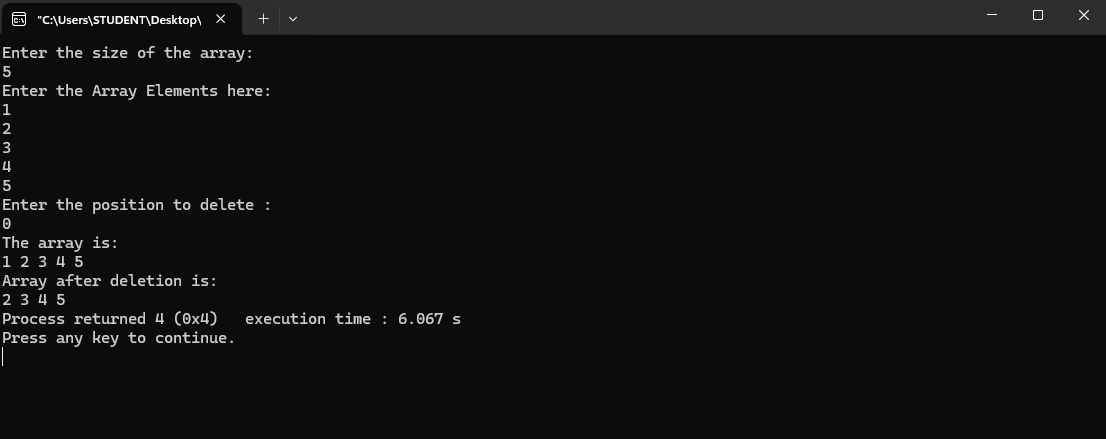 "C:\Users\STUDENT\Desktop\
Enter the size of the array:
5
Enter the Array Elements here:
1
2
3
4
5
Enter the position to delete :
0
The array is:
1 2 3 4 5
Array after deletion is:
2 3 4 5
Process returned 4 (0x4)   execution time : 6.067 s
Press any key to continue.